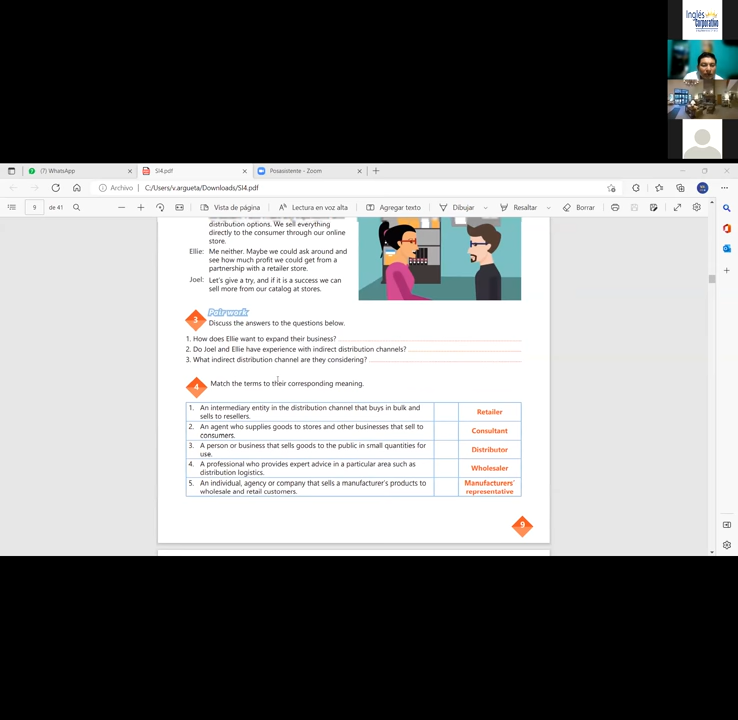 Inglés
Corporativo
(7) WhatsApp
SI4.pdf
Posasistente - Zoom
Archivo
C:/Users/v.argueta/Downloads/SI4.pdf
9
de 41
Vista de página
Lectura en voz alta
Agregar texto
Dibujar
Resaltar
Borrar
distribution options. We sell everything
directly to the consumer through our online
store.
Ellie: Me neither. Maybe we could ask around and
see how much profit we could get from a
partnership with a retailer store.
Joel: Let's give a try, and if it is a success we can
sell more from our catalog at stores.
3
Pair work
Discuss the answers to the questions below.
1. How does Ellie want to expand their business?
2. Do Joel and Ellie have experience with indirect distribution channels?
3. What indirect distribution channel are they considering?
4
Match the terms to their corresponding meaning.
1. An intermediary entity in the distribution channel that buys in bulk and
sells to resellers.
Retailer
2. An agent who supplies goods to stores and other businesses that sell to
consumers.
Consultant
3. A person or business that sells goods to the public in small quantities for
use.
Distributor
4. A professional who provides expert advice in a particular area such as
distribution logistics.
Wholesaler
5. An individual, agency or company that sells a manufacturer's products to
wholesale and retail customers.
Manufacturers'
representative
9